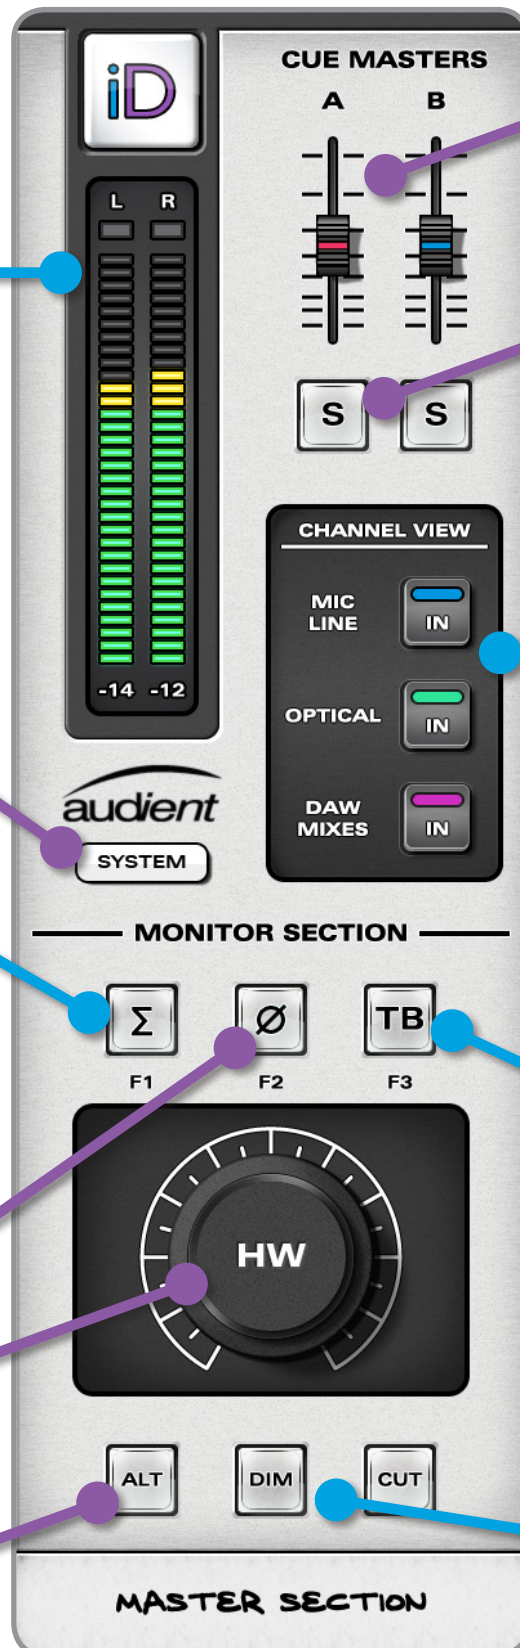 iD
CUE MASTERS
A B
L R
S S
CHANNEL VIEW
MIC
LINE
IN
OPTICAL
IN
DAW
MIXES
IN
-14 -12
audient
SYSTEM
MONITOR SECTION
Σ Ø TB
F1 F2 F3
HW
ALT DIM CUT
MASTER SECTION